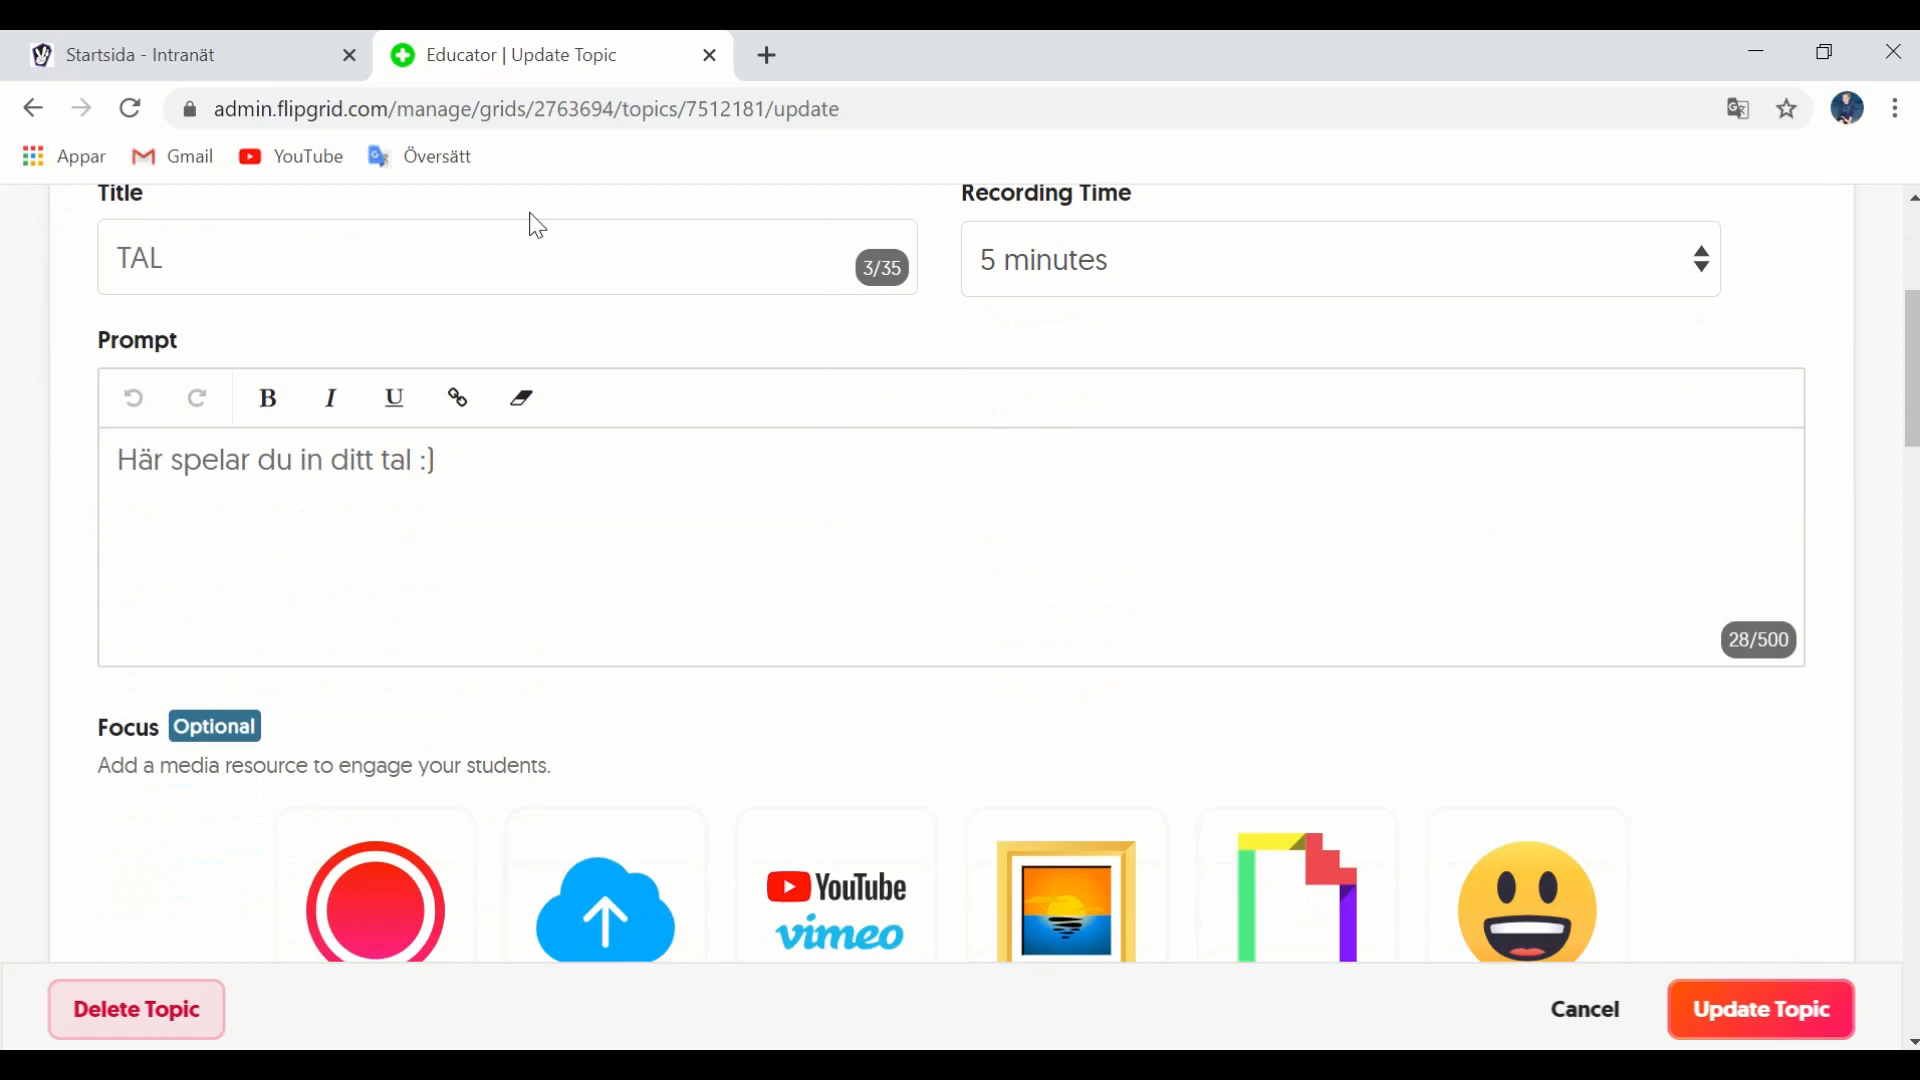 Startsida - Intranät
Educator | Update Topic
admin.flipgrid.com/manage/grids/2763694/topics/7512181/update
Appar
Gmail
YouTube
Översätt
Title
Recording Time
TAL
3/35
5 minutes
Prompt
B
I
U
Här spelar du in ditt tal :)
28/500
Focus Optional
Add a media resource to engage your students.
YouTube
vimeo
Delete Topic
Cancel
Update Topic